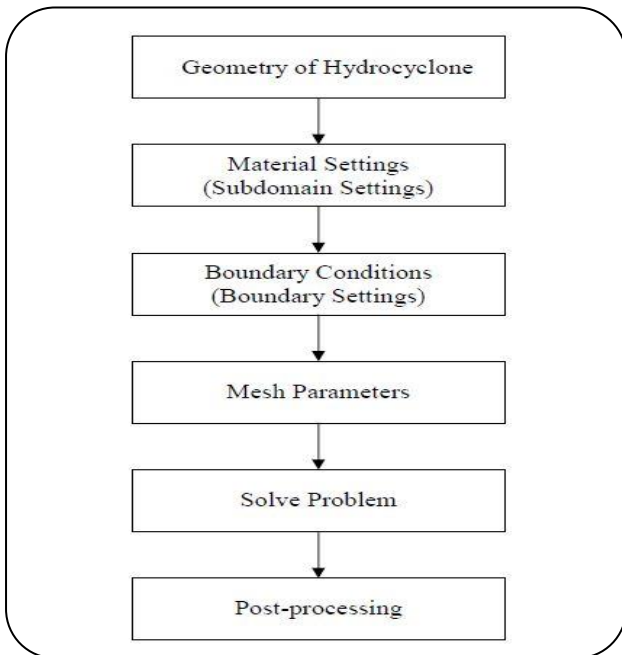 Geometry of Hydrocyclone
Material Settings
(Subdomain Settings)
Boundary Conditions
(Boundary Settings)
Mesh Parameters
Solve Problem
Post-processing